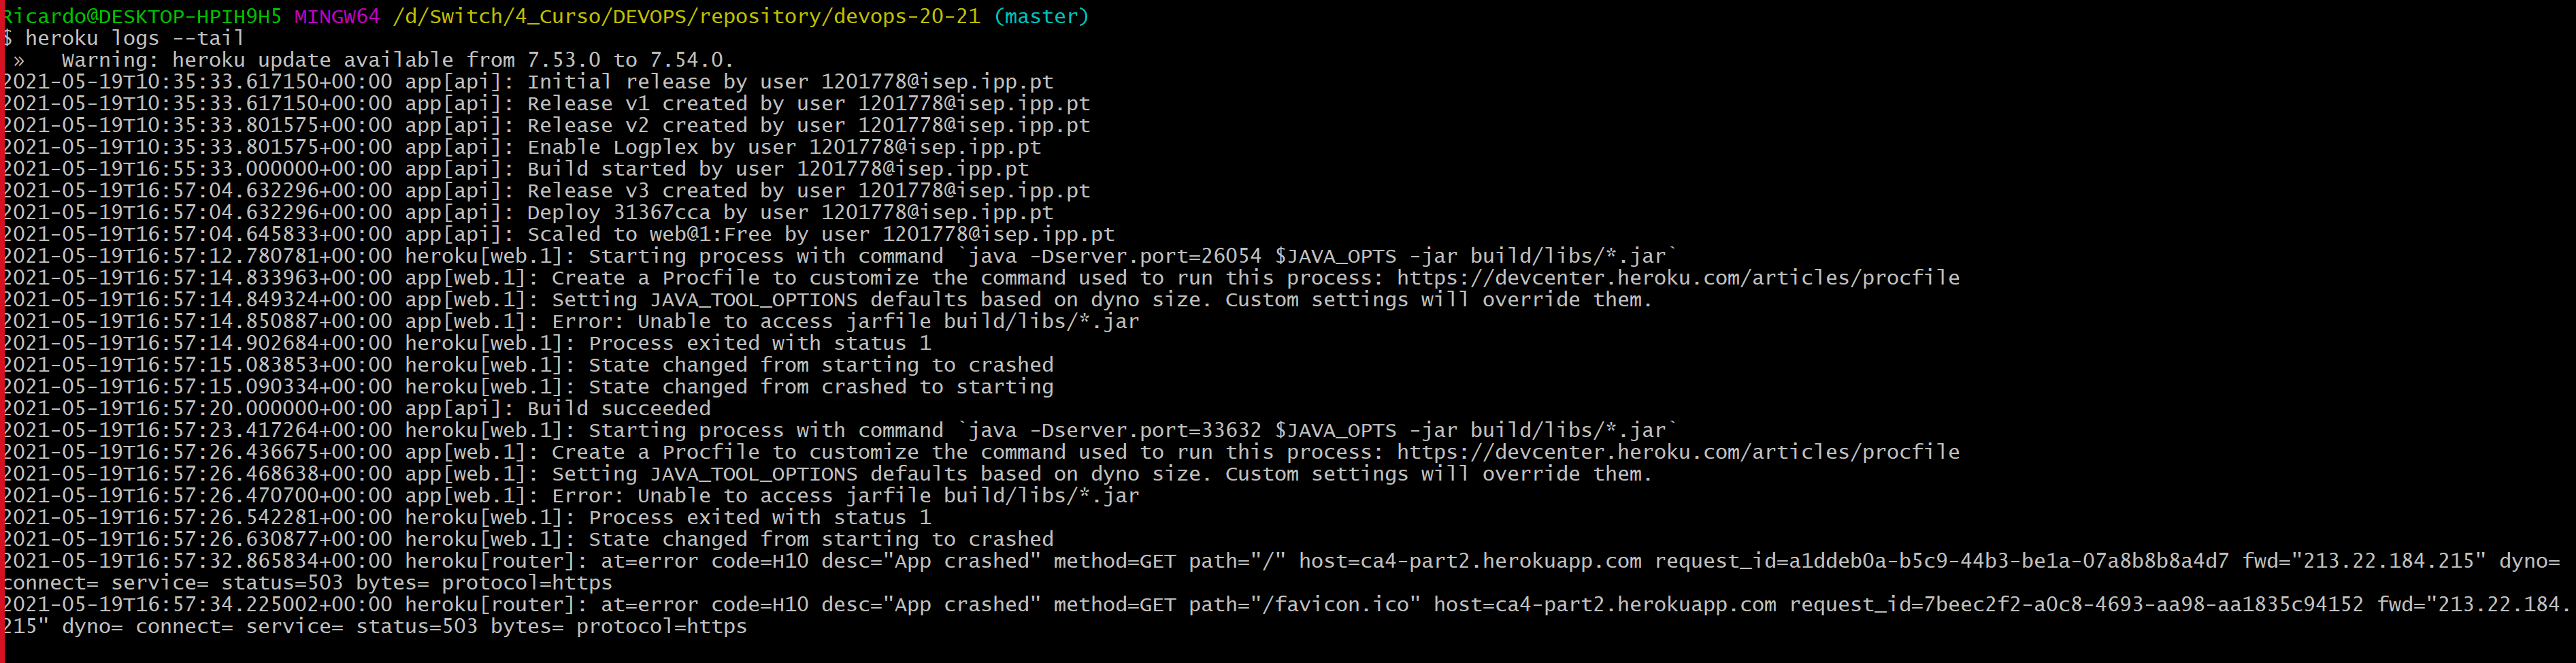 Ricardo@DESKTOP-HPIH9H5 MINGW64 /d/Switch/4_Curso/DEVOPS/repository/devops-20-21 (master)
$ heroku logs --tail
 »   Warning: heroku update available from 7.53.0 to 7.54.0.
2021-05-19T10:35:33.617150+00:00 app[api]: Initial release by user 1201778@isep.ipp.pt
2021-05-19T10:35:33.617150+00:00 app[api]: Release v1 created by user 1201778@isep.ipp.pt
2021-05-19T10:35:33.801575+00:00 app[api]: Release v2 created by user 1201778@isep.ipp.pt
2021-05-19T10:35:33.801575+00:00 app[api]: Enable Logplex by user 1201778@isep.ipp.pt
2021-05-19T16:55:33.000000+00:00 app[api]: Build started by user 1201778@isep.ipp.pt
2021-05-19T16:57:04.632296+00:00 app[api]: Release v3 created by user 1201778@isep.ipp.pt
2021-05-19T16:57:04.632296+00:00 app[api]: Deploy 31367cca by user 1201778@isep.ipp.pt
2021-05-19T16:57:04.645833+00:00 app[api]: Scaled to web@1:Free by user 1201778@isep.ipp.pt
2021-05-19T16:57:12.780781+00:00 heroku[web.1]: Starting process with command `java -Dserver.port=26054 $JAVA_OPTS -jar build/libs/*.jar`
2021-05-19T16:57:14.833963+00:00 app[web.1]: Create a Procfile to customize the command used to run this process: https://devcenter.heroku.com/articles/procfile
2021-05-19T16:57:14.849324+00:00 app[web.1]: Setting JAVA_TOOL_OPTIONS defaults based on dyno size. Custom settings will override them.
2021-05-19T16:57:14.850887+00:00 app[web.1]: Error: Unable to access jarfile build/libs/*.jar
2021-05-19T16:57:14.902684+00:00 heroku[web.1]: Process exited with status 1
2021-05-19T16:57:15.083853+00:00 heroku[web.1]: State changed from starting to crashed
2021-05-19T16:57:15.090334+00:00 heroku[web.1]: State changed from crashed to starting
2021-05-19T16:57:20.000000+00:00 app[api]: Build succeeded
2021-05-19T16:57:23.417264+00:00 heroku[web.1]: Starting process with command `java -Dserver.port=33632 $JAVA_OPTS -jar build/libs/*.jar`
2021-05-19T16:57:26.436675+00:00 app[web.1]: Create a Procfile to customize the command used to run this process: https://devcenter.heroku.com/articles/procfile
2021-05-19T16:57:26.468638+00:00 app[web.1]: Setting JAVA_TOOL_OPTIONS defaults based on dyno size. Custom settings will override them.
2021-05-19T16:57:26.470700+00:00 app[web.1]: Error: Unable to access jarfile build/libs/*.jar
2021-05-19T16:57:26.542281+00:00 heroku[web.1]: Process exited with status 1
2021-05-19T16:57:26.630877+00:00 heroku[web.1]: State changed from starting to crashed
2021-05-19T16:57:32.865834+00:00 heroku[router]: at=error code=H10 desc="App crashed" method=GET path="/" host=ca4-part2.herokuapp.com request_id=a1ddeb0a-b5c9-44b3-be1a-07a8b8b8a4d7 fwd="213.22.184.215" dyno=
connect= service= status=503 bytes= protocol=https
2021-05-19T16:57:34.225002+00:00 heroku[router]: at=error code=H10 desc="App crashed" method=GET path="/favicon.ico" host=ca4-part2.herokuapp.com request_id=7beec2f2-a0c8-4693-aa98-aa1835c94152 fwd="213.22.184.
215" dyno= connect= service= status=503 bytes= protocol=https